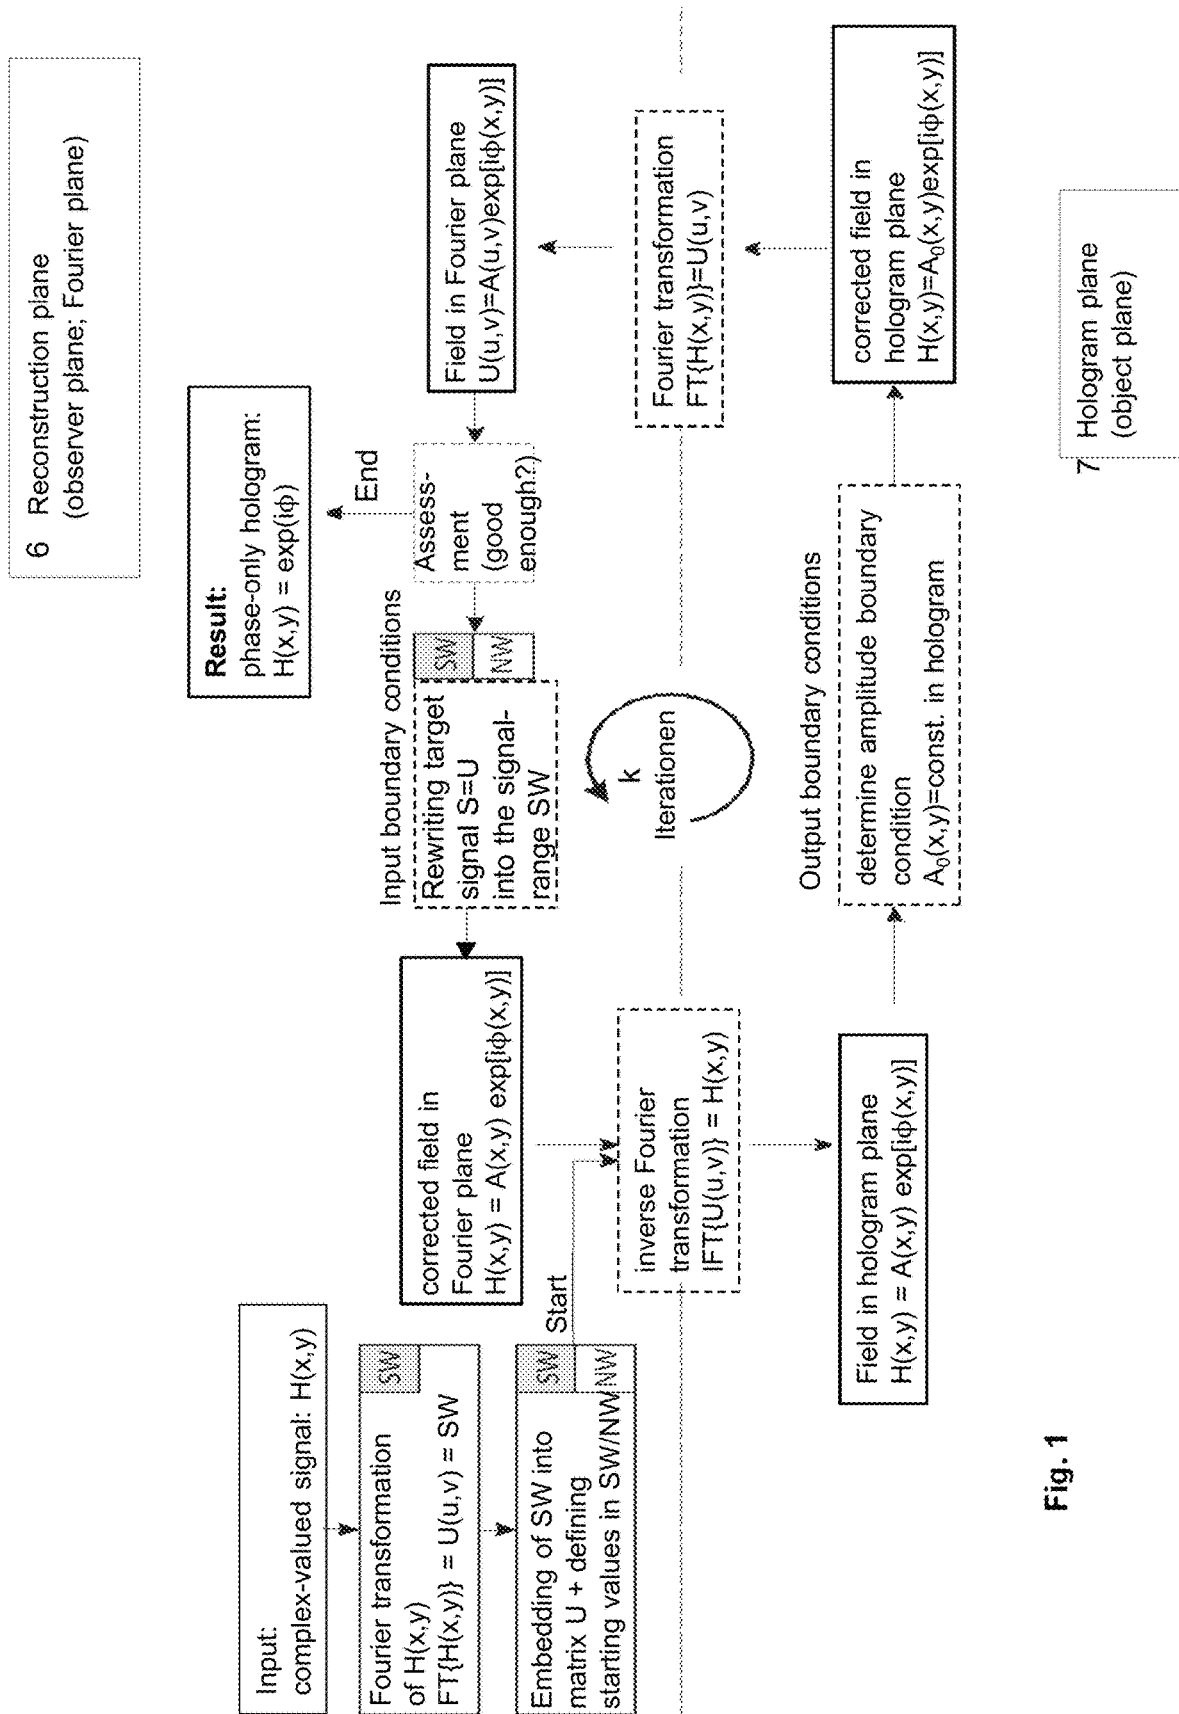 6 Reconstruction plane
(observer plane; Fourier plane)
Input:
complex-valued signal: H(x,y)
Fourier transformation
of H(x,y)
FT{H(x,y)} = U(u,v) = SW
SW
Embedding of SW into
matrix U + defining
starting values in SW/NW
SW
NW
Start
corrected field in
Fourier plane
H(x,y) = A(x,y) exp[iϕ(x,y)]
Input boundary conditions
Rewriting target
signal S=U
into the signal-
range SW
SW
NW
Assess-
ment
(good
enough?)
End
Result:
phase-only hologram:
H(x,y) = exp(iϕ)
Field in Fourier plane
U(u,v)=A(u,v)exp[iϕ(x,y)]
inverse Fourier
transformation
IFT{U(u,v)} = H(x,y)
k
Iterationen
Fourier transformation
FT{H(x,y)}=U(u,v)
Field in hologram plane
H(x,y) = A(x,y) exp[iϕ(x,y)]
Output boundary conditions
determine amplitude boundary
condition
A₀(x,y)=const. in hologram
corrected field in
hologram plane
H(x,y)=A₀(x,y)exp[iϕ(x,y)]
7 Hologram plane
(object plane)
Fig. 1